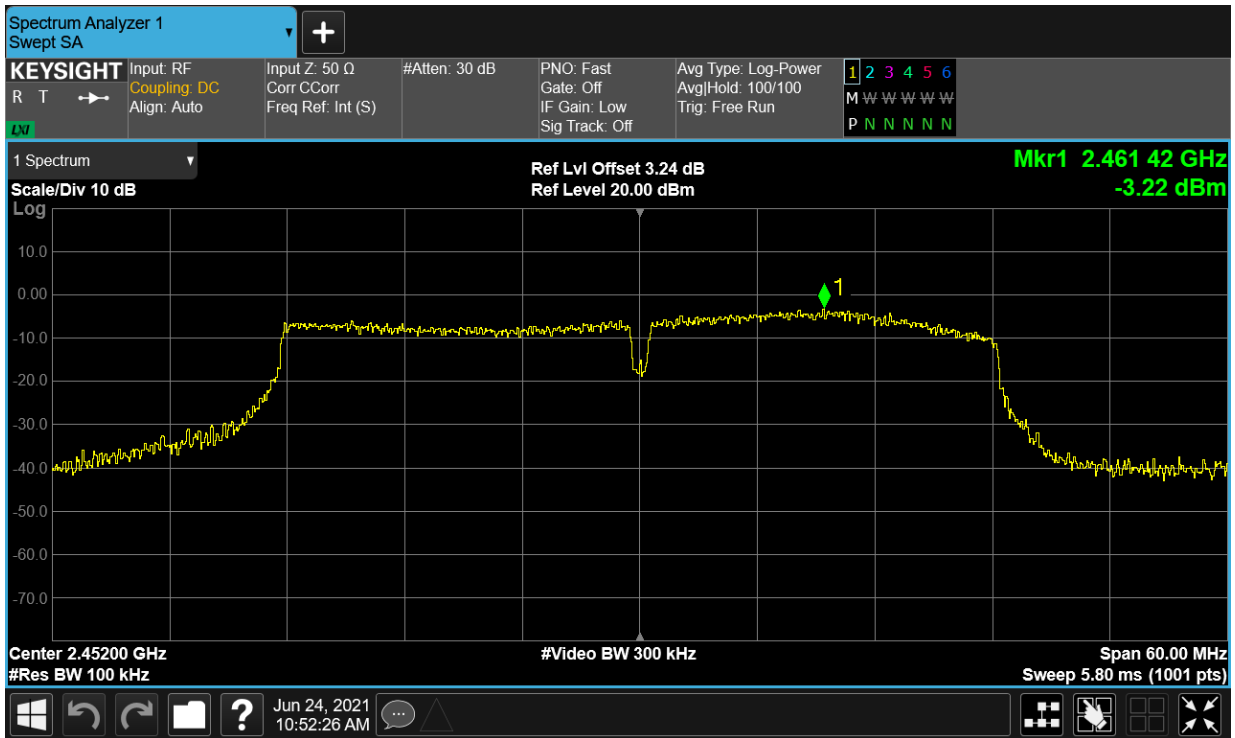 Spectrum Analyzer 1
Swept SA
KEYSIGHT
R T
LXI
Input: RF
Coupling: DC
Align: Auto
Input Z: 50 Ω
Corr CCorr
Freq Ref: Int (S)
#Atten: 30 dB
PNO: Fast
Gate: Off
IF Gain: Low
Sig Track: Off
Avg Type: Log-Power
Avg|Hold: 100/100
Trig: Free Run
1 2 3 4 5 6
M W W W W W
P N N N N N
1 Spectrum
Scale/Div 10 dB
Log
Ref Lvl Offset 3.24 dB
Ref Level 20.00 dBm
Mkr1 2.461 42 GHz
-3.22 dBm
10.0
0.00
-10.0
-20.0
-30.0
-40.0
-50.0
-60.0
-70.0
1
Center 2.45200 GHz
#Res BW 100 kHz
#Video BW 300 kHz
Span 60.00 MHz
Sweep 5.80 ms (1001 pts)
?
Jun 24, 2021
10:52:26 AM